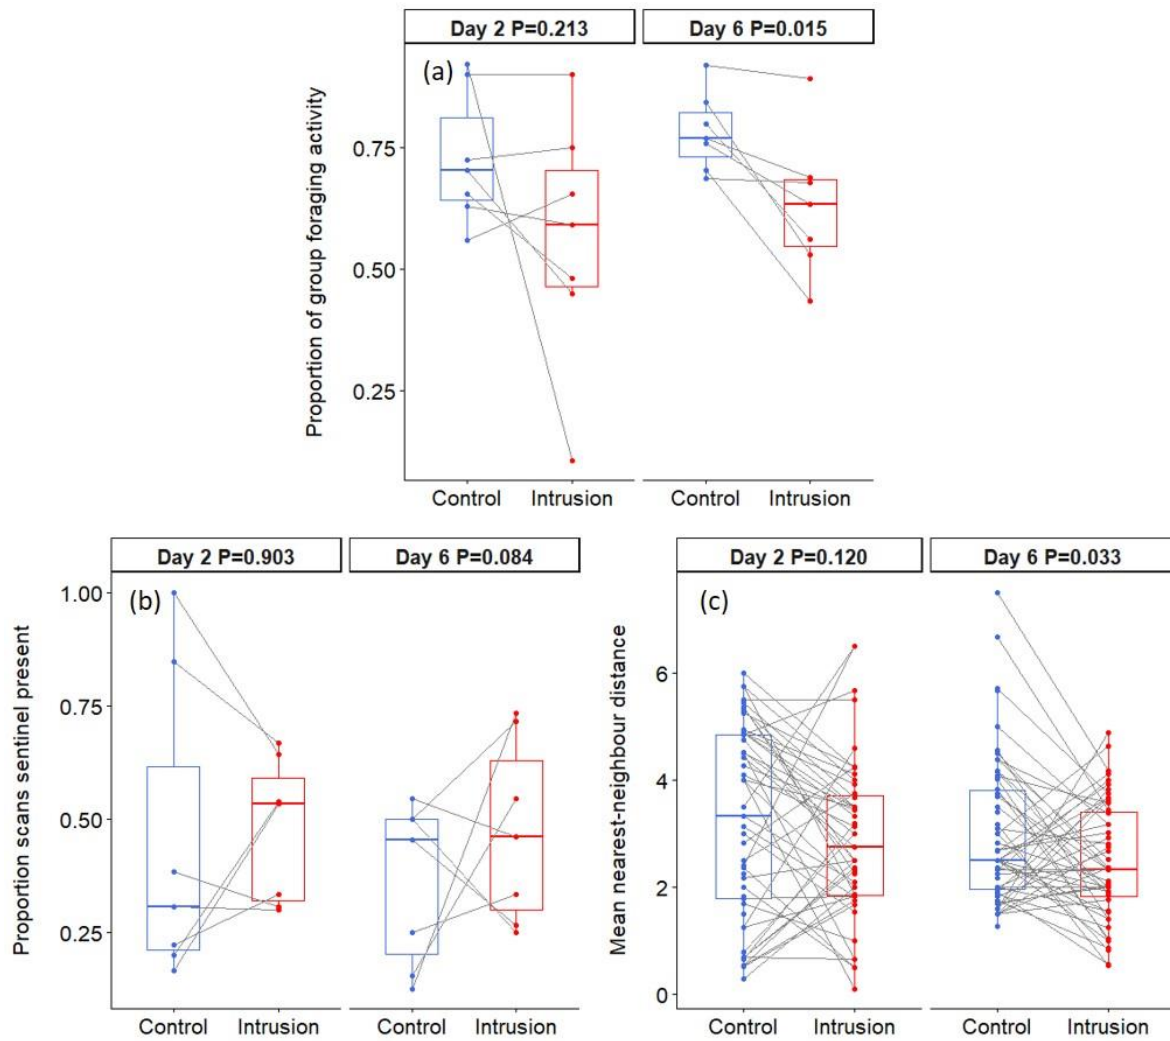 Day 2 P=0.213
Day 6 P=0.015
(a)
Proportion of group foraging activity
0.75
0.50
0.25
Control
Intrusion
Control
Intrusion
Day 2 P=0.903
Day 6 P=0.084
(b)
Proportion scans sentinel present
1.00
0.75
0.50
0.25
Control
Intrusion
Control
Intrusion
Day 2 P=0.120
Day 6 P=0.033
(c)
Mean nearest-neighbour distance
6
4
2
0
Control
Intrusion
Control
Intrusion